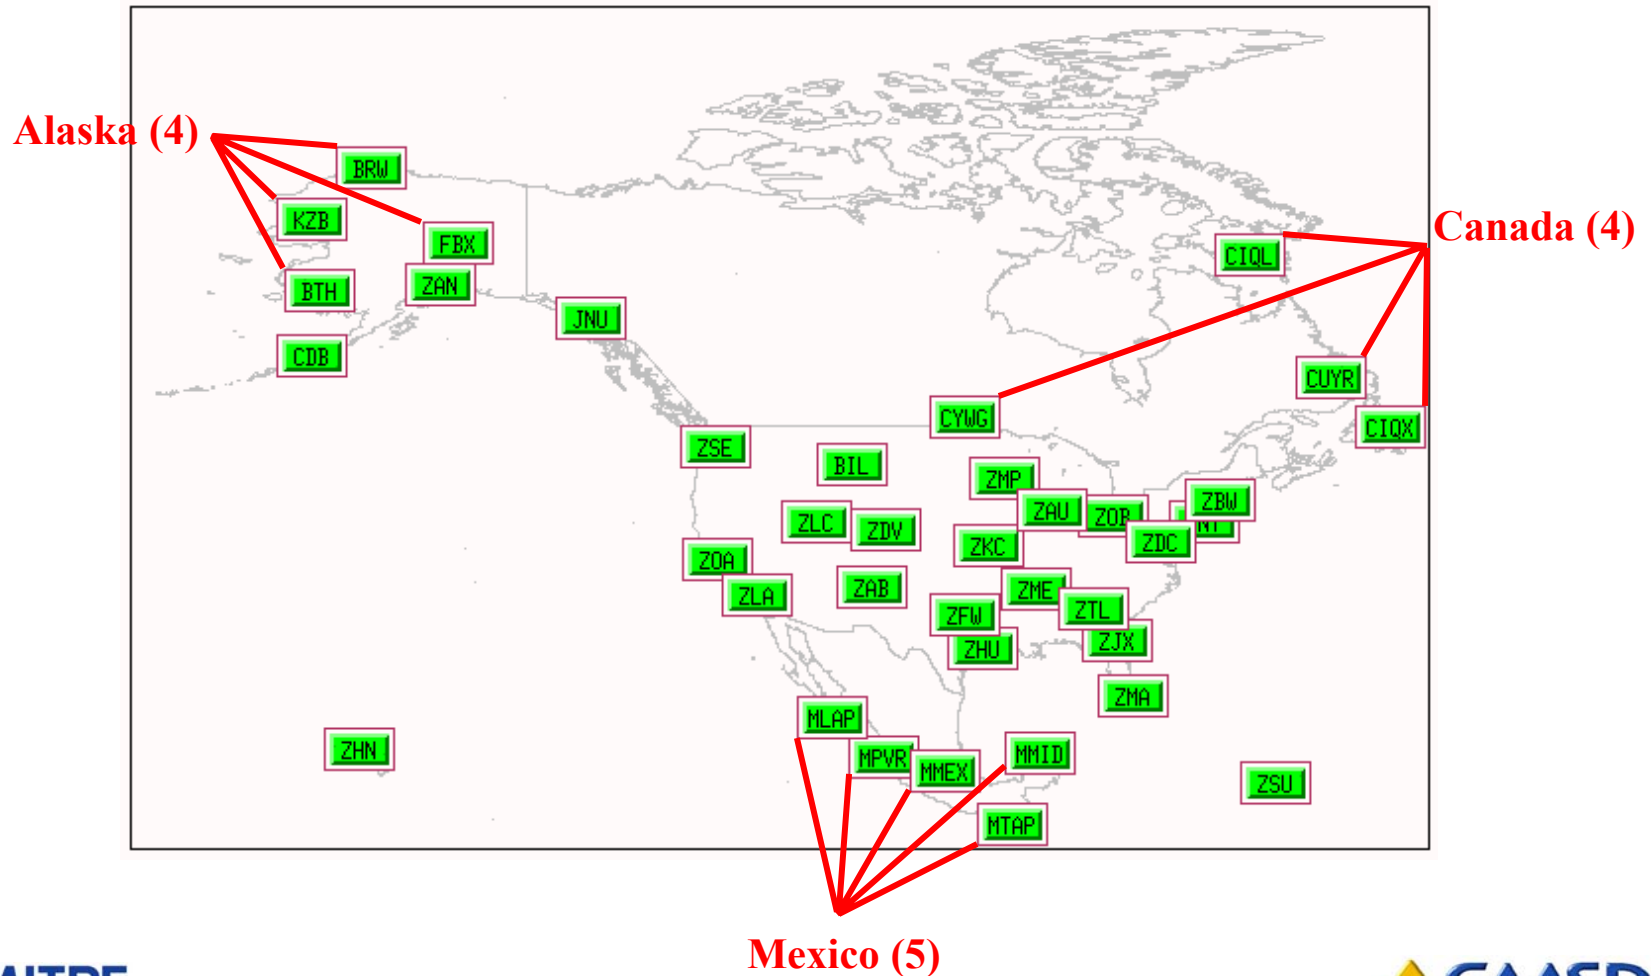 Alaska (4)
BRW
KZB
FBX
Canada (4)
CIQL
ZAN
BTH
JNU
CDB
CUYR
CYWG
CIQX
ZSE
BIL
ZMP
ZBW
ZAU
ZOB
ZLC
ZDV
ZDC
ZKC
ZOA
ZAB
ZME
ZLA
ZTL
ZFW
ZJX
ZHU
ZMA
MLAP
ZHN
MPVR
MMID
MMEX
ZSU
MTAP
Mexico (5)